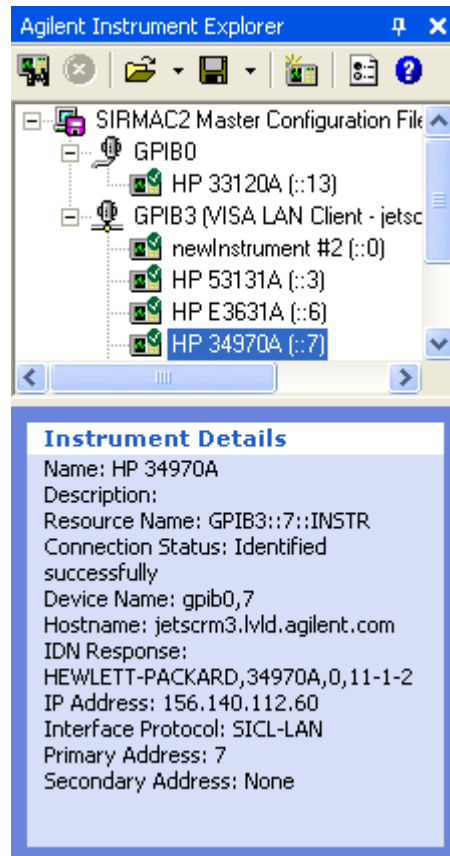 Agilent Instrument Explorer
SIRMAC2 Master Configuration File
GPIB0
HP 33120A (::13)
GPIB3 (VISA LAN Client - jetsc
newInstrument #2 (::0)
HP 53131A (::3)
HP E3631A (::6)
HP 34970A (::7)
Instrument Details
Name: HP 34970A
Description:
Resource Name: GPIB3::7::INSTR
Connection Status: Identified
successfully
Device Name: gpib0,7
Hostname: jetscrm3.lvld.agilent.com
IDN Response:
HEWLETT-PACKARD,34970A,0,11-1-2
IP Address: 156.140.112.60
Interface Protocol: SICL-LAN
Primary Address: 7
Secondary Address: None